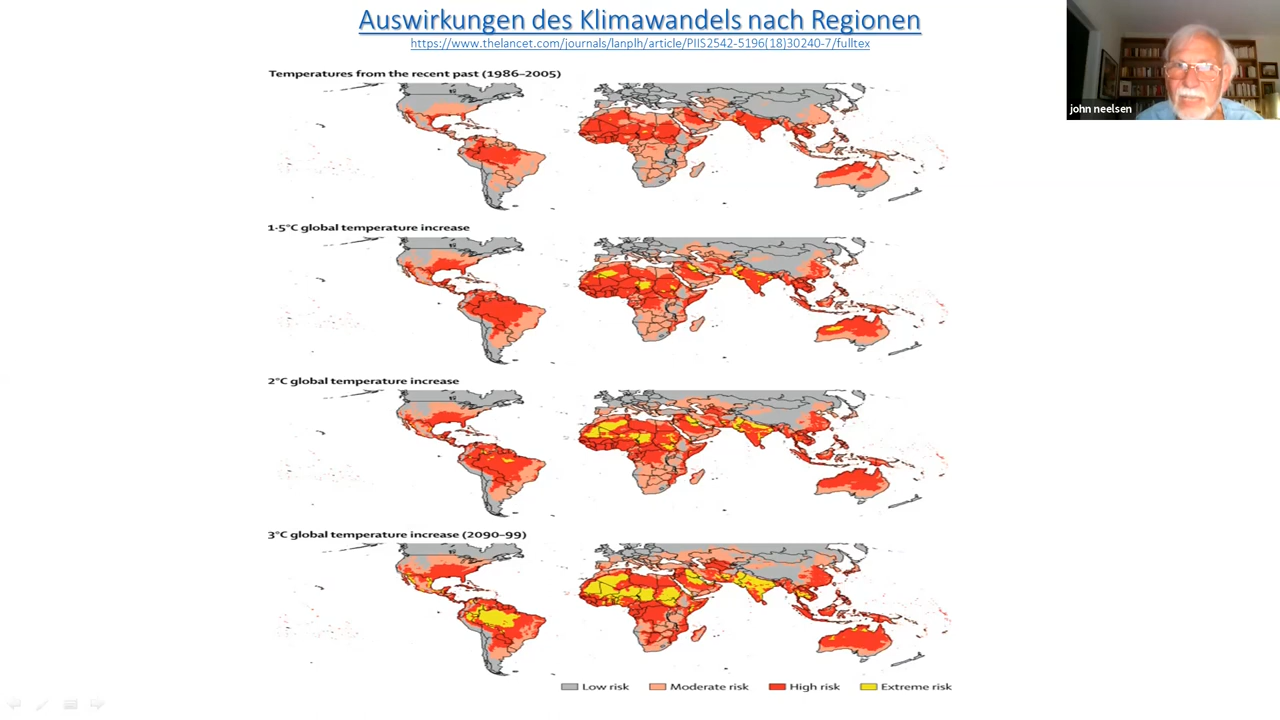 Auswirkungen des Klimawandels nach Regionen
https://www.thelancet.com/journals/lanplh/article/PIIS2542-5196(18)30240-7/fulltex
john neelsen
Temperatures from the recent past (1986–2005)
1·5°C global temperature increase
2°C global temperature increase
3°C global temperature increase (2090–99)
Low risk Moderate risk High risk Extreme risk